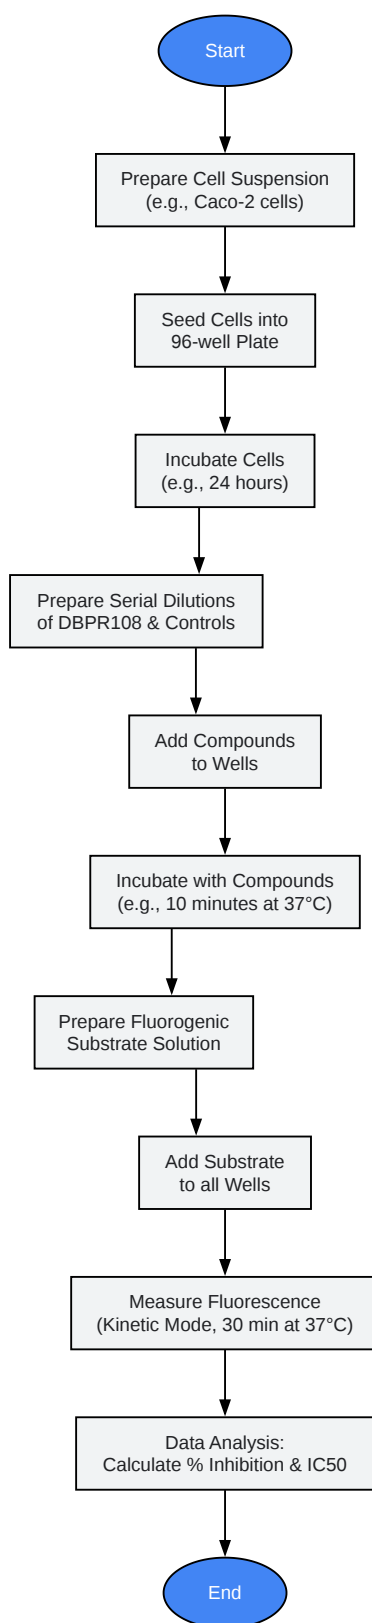 Start
Prepare Cell Suspension
(e.g., Caco-2 cells)
Seed Cells into
96-well Plate
Incubate Cells
(e.g., 24 hours)
Prepare Serial Dilutions
of DBPR108 & Controls
Add Compounds
to Wells
Incubate with Compounds
(e.g., 10 minutes at 37°C)
Prepare Fluorogenic
Substrate Solution
Add Substrate
to all Wells
Measure Fluorescence
(Kinetic Mode, 30 min at 37°C)
Data Analysis:
Calculate % Inhibition & IC50
End